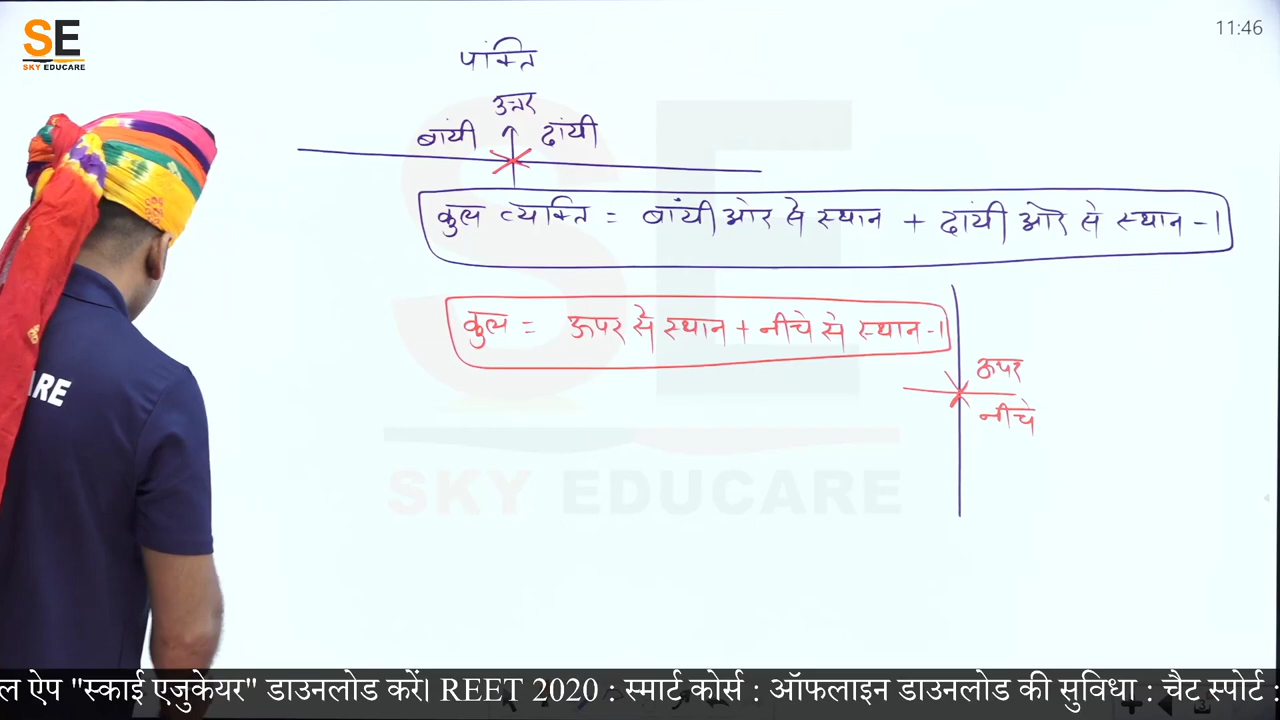 SE
SKY EDUCARE
11:46
पंक्ति
उत्तर
बांयी दांयी
कुल व्यक्ति = बांयी ओर से स्थान + दांयी ओर से स्थान - 1
कुल = ऊपर से स्थान + नीचे से स्थान - 1
ऊपर
नीचे
ARE
SKY EDUCARE
ल ऐप "स्काई एजुकेयर" डाउनलोड करें। REET 2020 : स्मार्ट कोर्स : ऑफलाइन डाउनलोड की सुविधा : चैट स्पोर्ट :